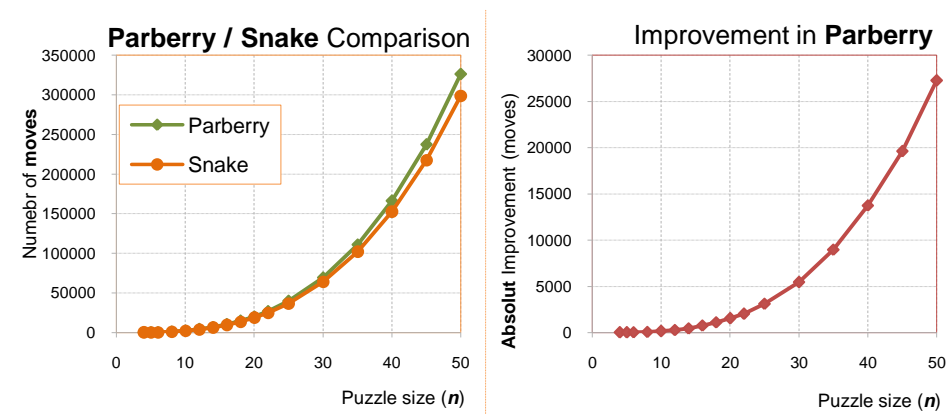 Parberry / Snake Comparison
Numebr of moves
350000
300000
250000
200000
150000
100000
50000
0
Parberry
Snake
0 10 20 30 40 50
Puzzle size (n)
Improvement in Parberry
Absolut Improvement (moves)
30000
25000
20000
15000
10000
5000
0
0 10 20 30 40 50
Puzzle size (n)